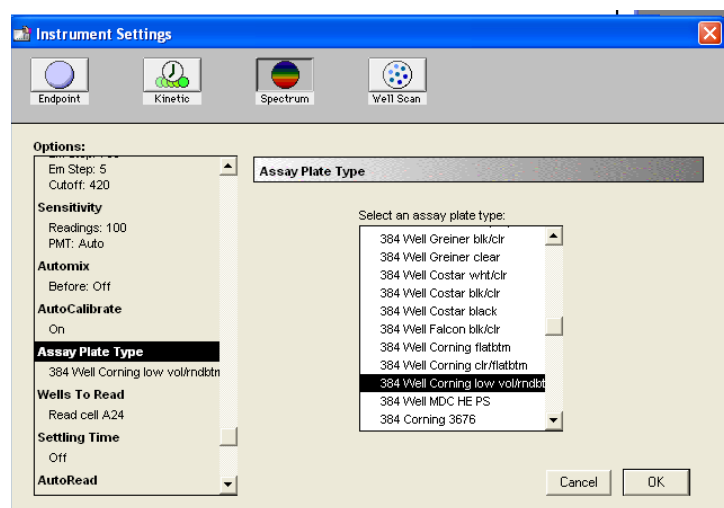 Instrument Settings
Endpoint
Kinetic
Spectrum
Well Scan
Options:
Em Step: 5
Cutoff: 420
Sensitivity
Readings: 100
PMT: Auto
Automix
Before: Off
AutoCalibrate
On
Assay Plate Type
384 Well Corning low vol/rndbtm
Wells To Read
Read cell A24
Settling Time
Off
AutoRead
Assay Plate Type
Select an assay plate type:
384 Well Greiner blk/clr
384 Well Greiner clear
384 Well Costar wht/clr
384 Well Costar blk/clr
384 Well Costar black
384 Well Falcon blk/clr
384 Well Corning flatbtm
384 Well Corning clr/flatbtm
384 Well Corning low vol/rndbt
384 Well MDC HE PS
384 Corning 3676
Cancel
OK